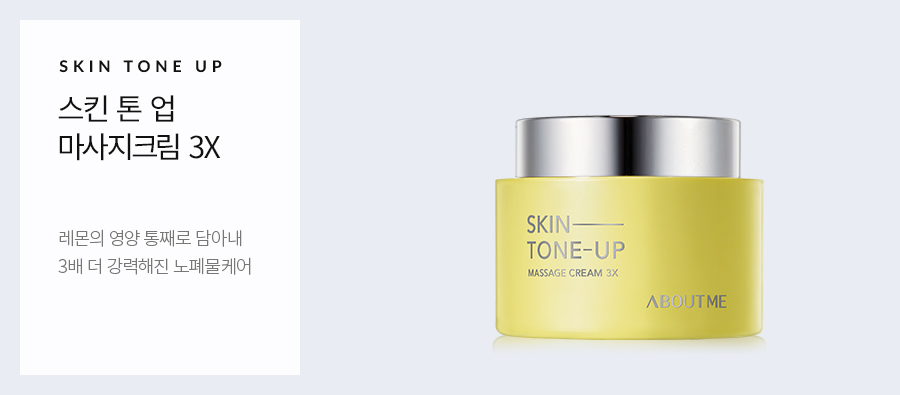 SKIN TONE UP
스킨 톤 업
마사지크림 3X
레몬의 영양 통째로 담아내
3배 더 강력해진 노폐물케어
SKIN
TONE-UP
MASSAGE CREAM 3X
ABOUT ME